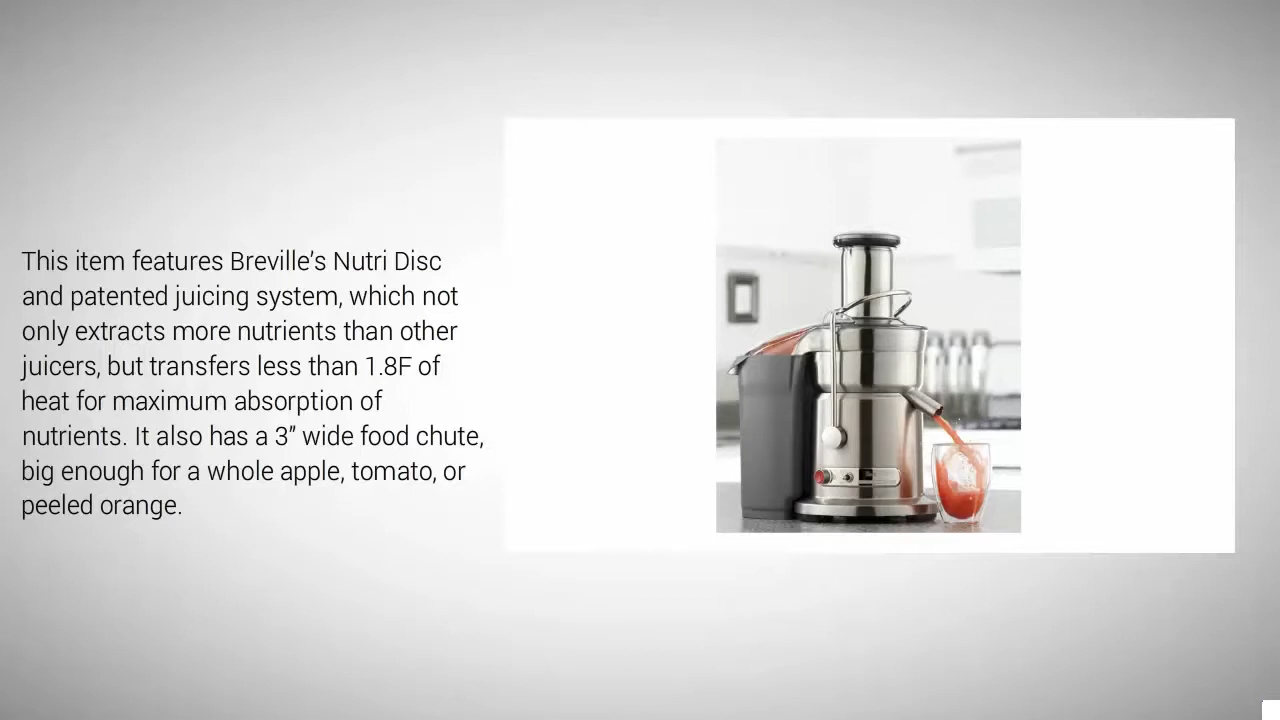 This item features Breville’s Nutri Disc
and patented juicing system, which not
only extracts more nutrients than other
juicers, but transfers less than 1.8F of
heat for maximum absorption of
nutrients. It also has a 3” wide food chute,
big enough for a whole apple, tomato, or
peeled orange.